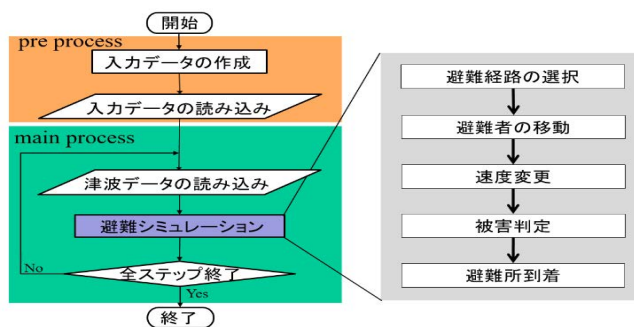 開始
pre process
入力データの作成
入力データの読み込み
main process
津波データの読み込み
避難シミュレーション
No
全ステップ終了
Yes
終了
避難経路の選択
避難者の移動
速度変更
被害判定
避難所到着